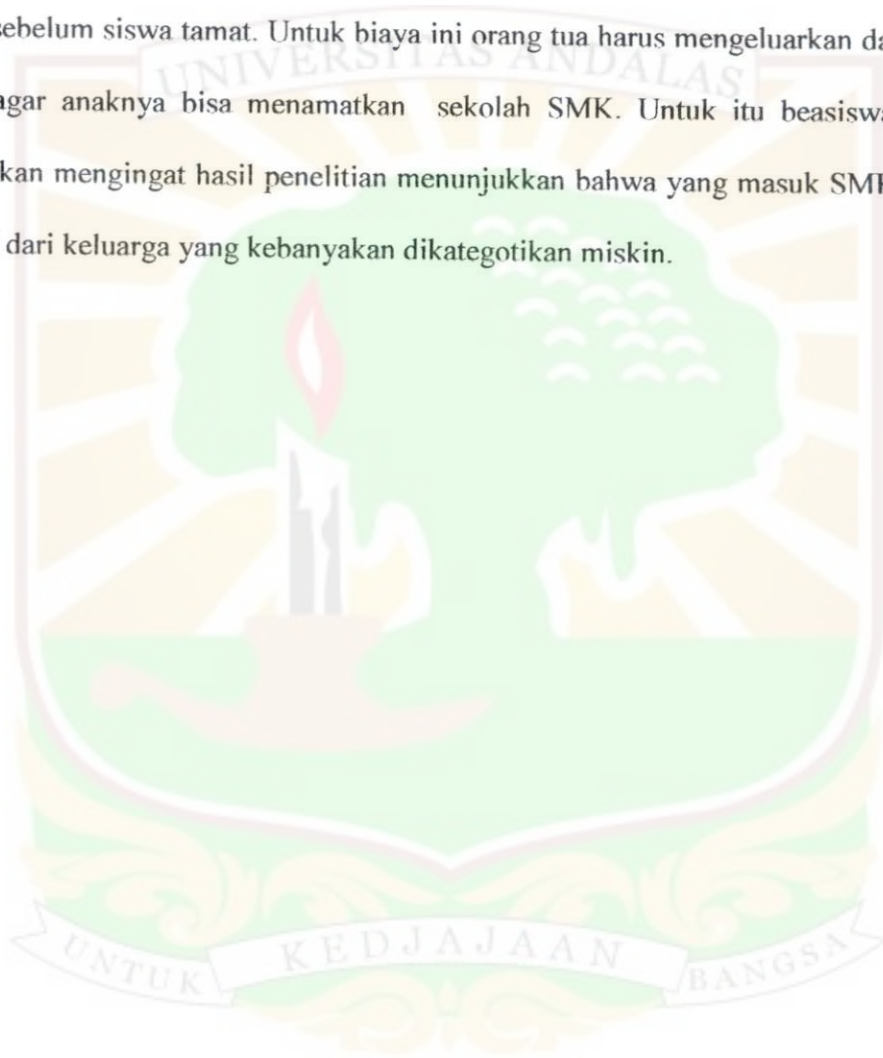 sebelum siswa tamat. Untuk biaya ini orang tua harus mengeluarkan da
agar anaknya bisa menamatkan sekolah SMK. Untuk itu beasiswa
kan mengingat hasil penelitian menunjukkan bahwa yang masuk SMK
dari keluarga yang kebanyakan dikategotikan miskin.
UNIVERSITAS ANDALAS
UNTUK KEDJAJAAN BANGSA